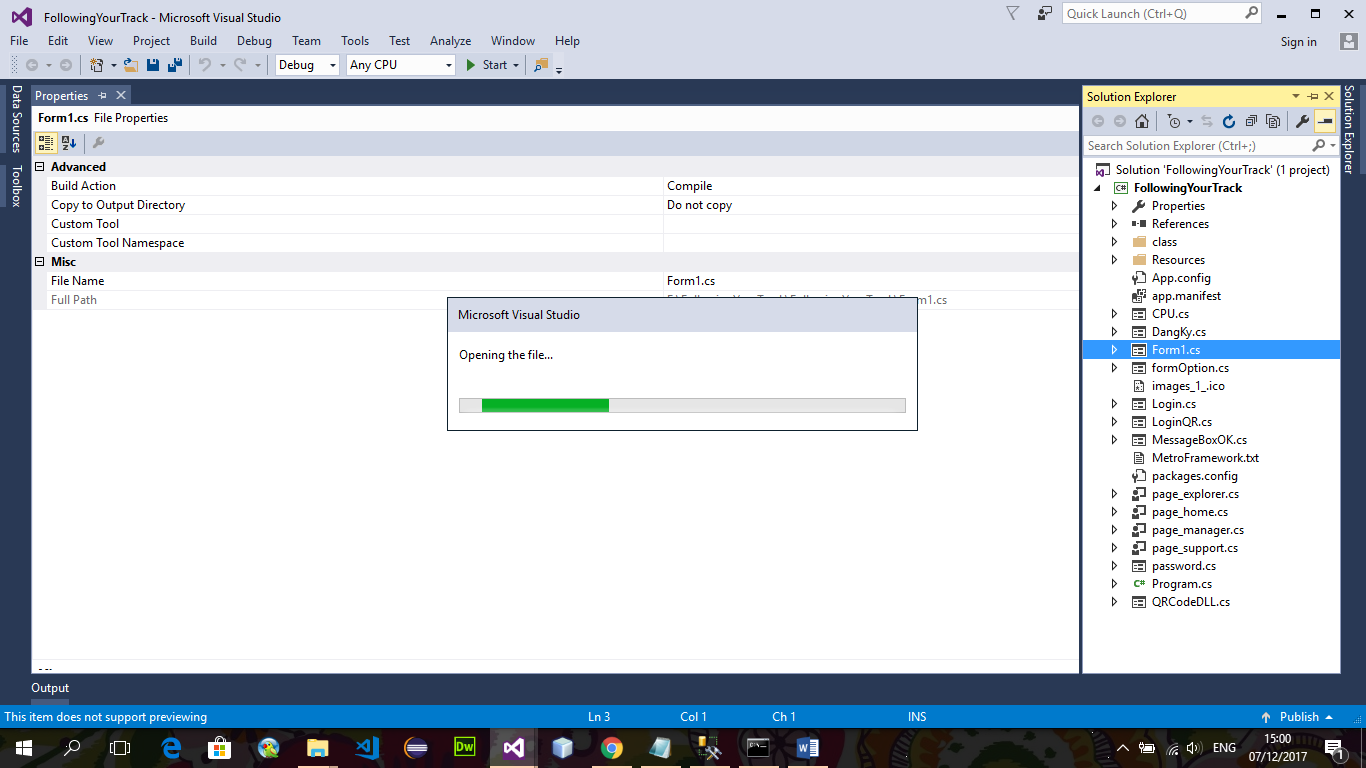 FollowingYourTrack - Microsoft Visual Studio
Quick Launch (Ctrl+Q)
File Edit View Project Build Debug Team Tools Test Analyze Window Help
Sign in
Debug Any CPU Start
Data Sources
Toolbox
Properties
Form1.cs File Properties
Advanced
Build Action Compile
Copy to Output Directory Do not copy
Custom Tool
Custom Tool Namespace
Misc
File Name Form1.cs
Full Path
Microsoft Visual Studio
Opening the file...
Solution Explorer
Search Solution Explorer (Ctrl+;)
Solution 'FollowingYourTrack' (1 project)
FollowingYourTrack
Properties
References
class
Resources
App.config
app.manifest
CPU.cs
DangKy.cs
Form1.cs
formOption.cs
images_1_.ico
Login.cs
LoginQR.cs
MessageBoxOK.cs
MetroFramework.txt
packages.config
page_explorer.cs
page_home.cs
page_manager.cs
page_support.cs
password.cs
Program.cs
QRCodeDLL.cs
Solution Explorer
Output
This item does not support previewing Ln 3 Col 1 Ch 1 INS Publish
Dw
ENG
15:00
07/12/2017
1